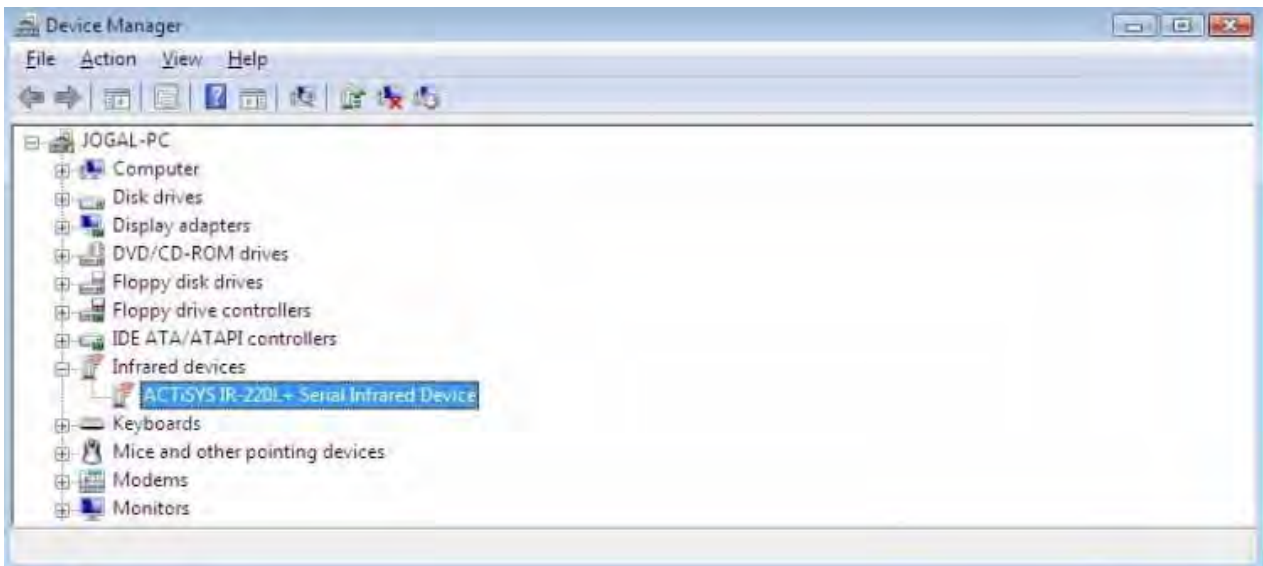 Device Manager
File Action View Help
JOGAL-PC
Computer
Disk drives
Display adapters
DVD/CD-ROM drives
Floppy disk drives
Floppy drive controllers
IDE ATA/ATAPI controllers
Infrared devices
ACTiSYS IR-220L+ Serial Infrared Device
Keyboards
Mice and other pointing devices
Modems
Monitors